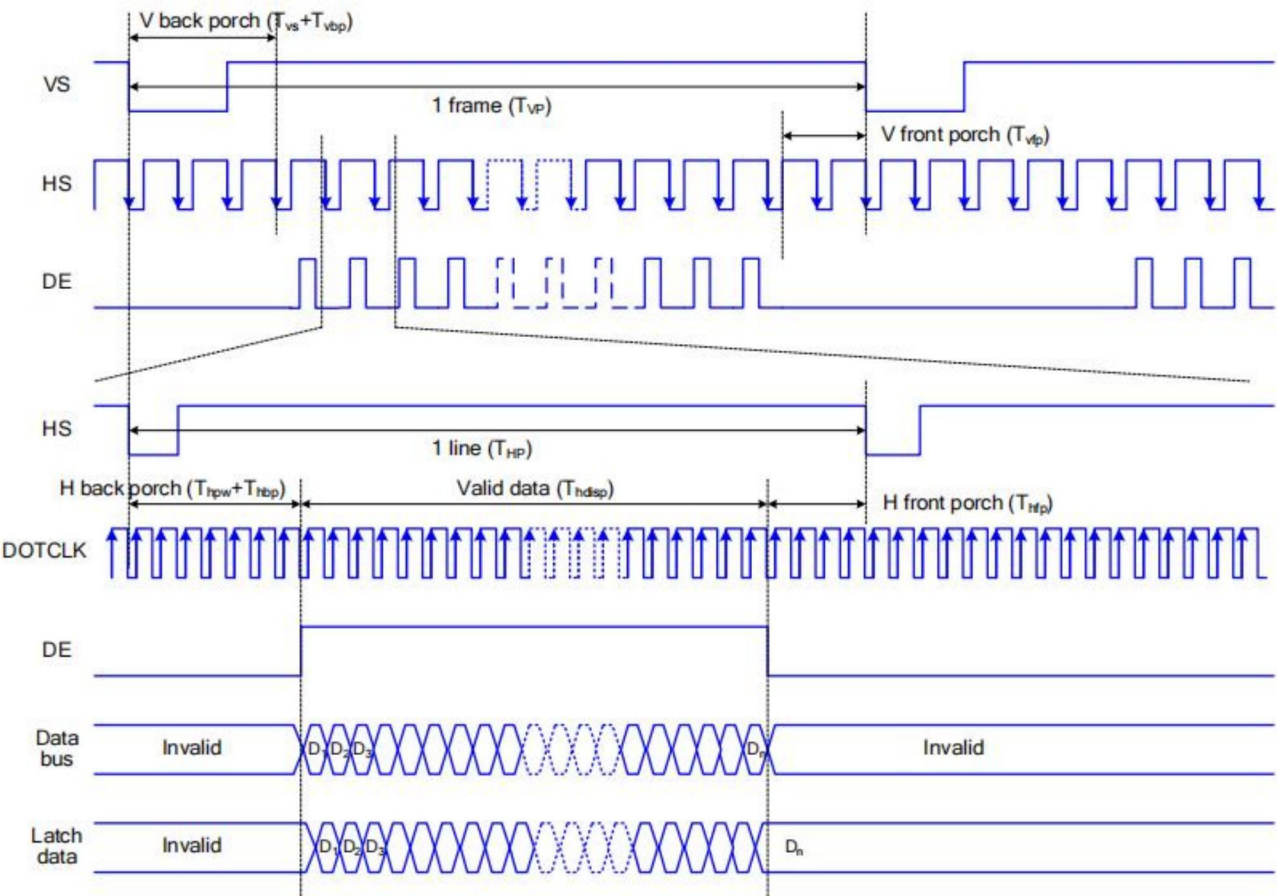 V back porch (Tvs+Tvbp)
VS
1 frame (TVP)
V front porch (Tvfp)
HS
DE
HS
1 line (THP)
H back porch (Thpw+Thbp)
Valid data (Thdisp)
H front porch (Thfp)
DOTCLK
DE
Data bus
Invalid
D1 D2 D3
Dn
Invalid
Latch data
Invalid
D1 D2 D3
Dn